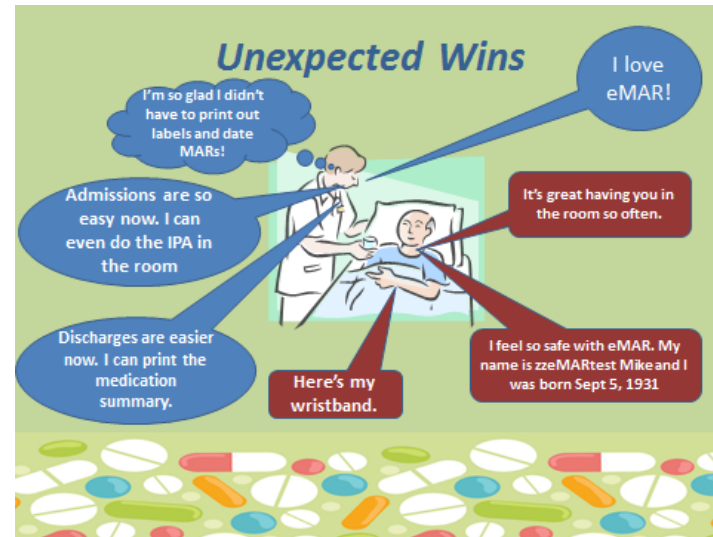 Unexpected Wins
I love
eMAR!
I'm so glad I didn't
have to print out
labels and date
MARs!
Admissions are so
easy now. I can
even do the IPA in
the room
It's great having you in
the room so often.
Discharges are easier
now. I can print the
medication
summary.
Here's my
wristband.
I feel so safe with eMAR. My
name is zzeMARtest Mike and I
was born Sept 5, 1931